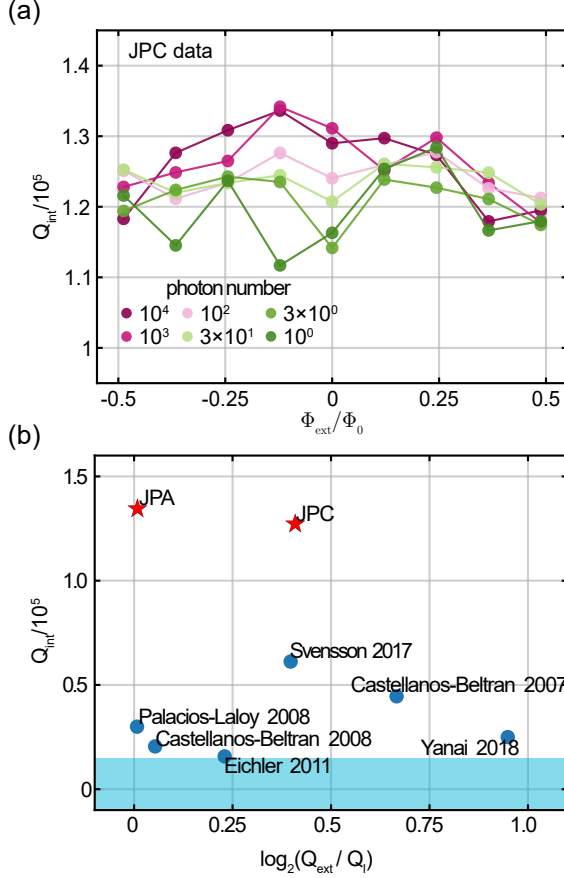 (a)
JPC data
1.4
1.3
1.2
1.1
1
Q_int/10^5
photon number
10^4 10^2 3×10^0
10^3 3×10^1 10^0
-0.5 -0.25 0 0.25 0.5
Φ_ext/Φ_0
(b)
1.5
1.0
0.5
0
Q_int/10^5
JPA
JPC
Svensson 2017
Castellanos-Beltran 2007
Palacios-Laloy 2008
Castellanos-Beltran 2008
Yanai 2018
Eichler 2011
0 0.25 0.5 0.75 1.0
log_2(Q_ext/Q_l)